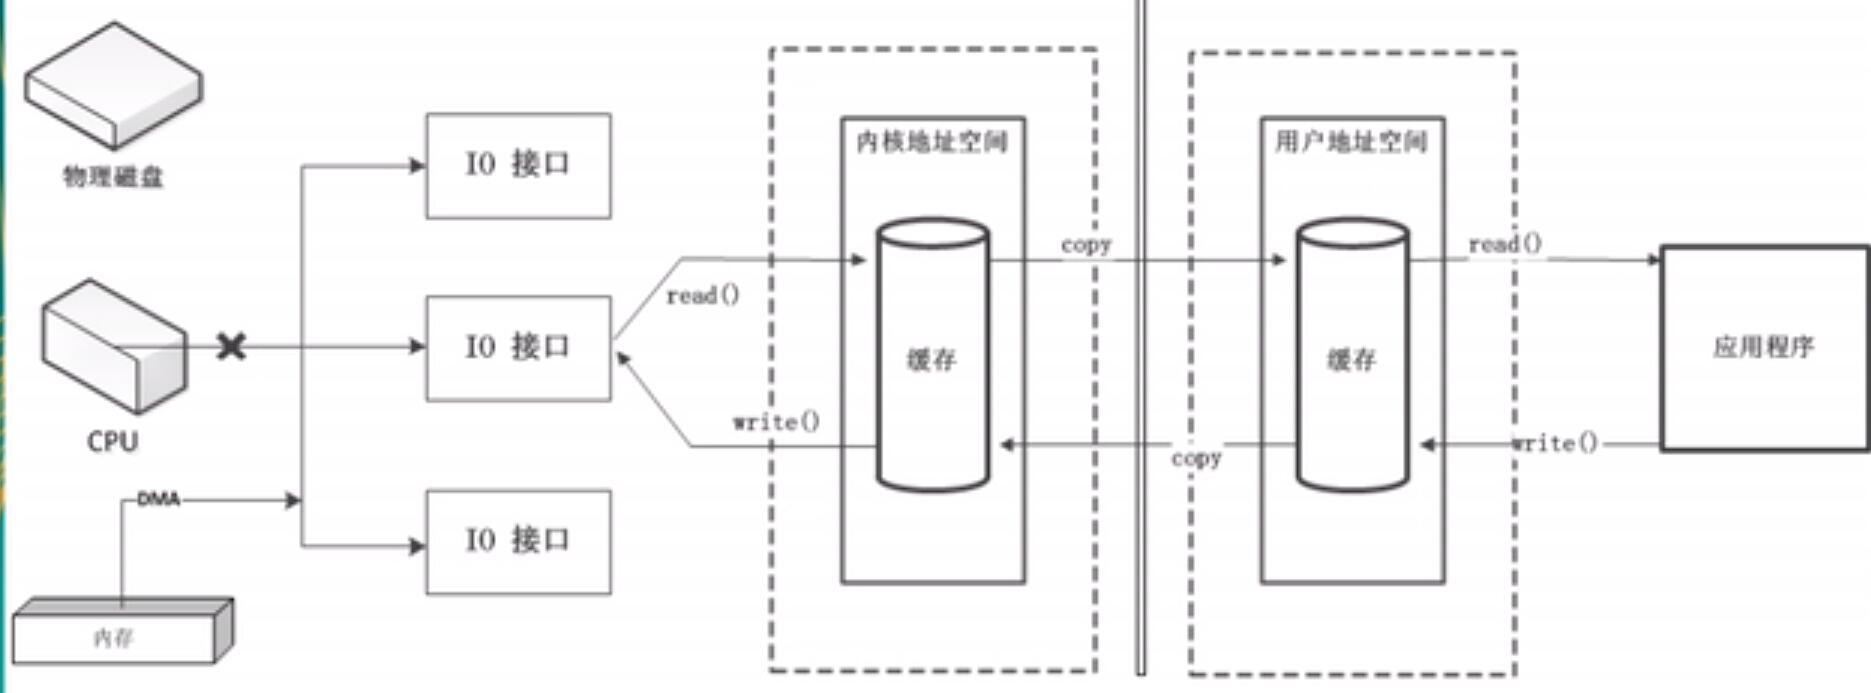 物理磁盘
CPU
DMA
内存
IO 接口
IO 接口
IO 接口
read()
write()
内核地址空间
缓存
copy
copy
用户地址空间
缓存
read()
write()
应用程序